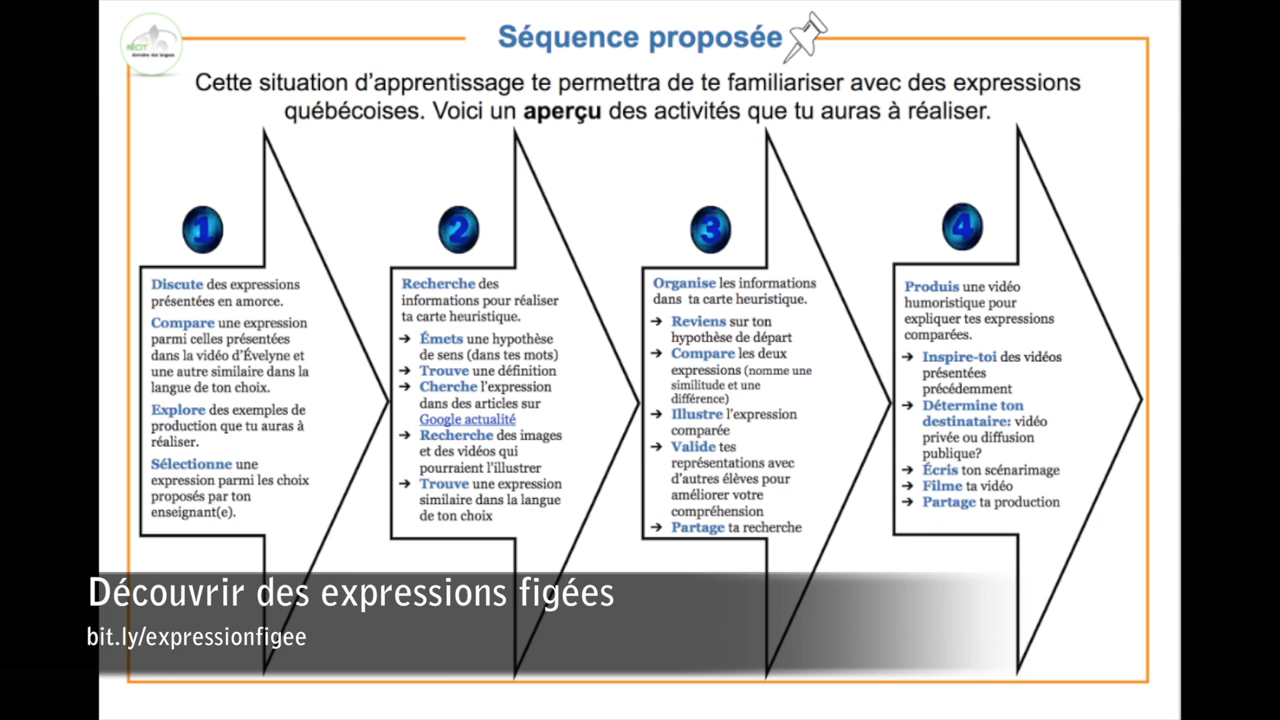 RÉCIT
domaine des langues
Séquence proposée
Cette situation d'apprentissage te permettra de te familiariser avec des expressions
québécoises. Voici un aperçu des activités que tu auras à réaliser.
1
Discute des expressions
présentées en amorce.
Compare une expression
parmi celles présentées
dans la vidéo d'Évelyne et
une autre similaire dans la
langue de ton choix.
Explore des exemples de
production que tu auras à
réaliser.
Sélectionne une
expression parmi les choix
proposés par ton
enseignant(e).
2
Recherche des
informations pour réaliser
ta carte heuristique.
➔ Émets une hypothèse
de sens (dans tes mots)
➔ Trouve une définition
➔ Cherche l'expression
dans des articles sur
Google actualité
➔ Recherche des images
et des vidéos qui
pourraient l'illustrer
➔ Trouve une expression
similaire dans la langue
de ton choix
3
Organise les informations
dans ta carte heuristique.
➔ Reviens sur ton
hypothèse de départ
➔ Compare les deux
expressions (nomme une
similitude et une
différence)
➔ Illustre l'expression
comparée
➔ Valide tes
représentations avec
d'autres élèves pour
améliorer votre
compréhension
➔ Partage ta recherche
4
Produis une vidéo
humoristique pour
expliquer tes expressions
comparées.
➔ Inspire-toi des vidéos
présentées
précédemment
➔ Détermine ton
destinataire: vidéo
privée ou diffusion
publique?
➔ Écris ton scénarimage
➔ Filme ta vidéo
➔ Partage ta production
Découvrir des expressions figées
bit.ly/expressionfigee